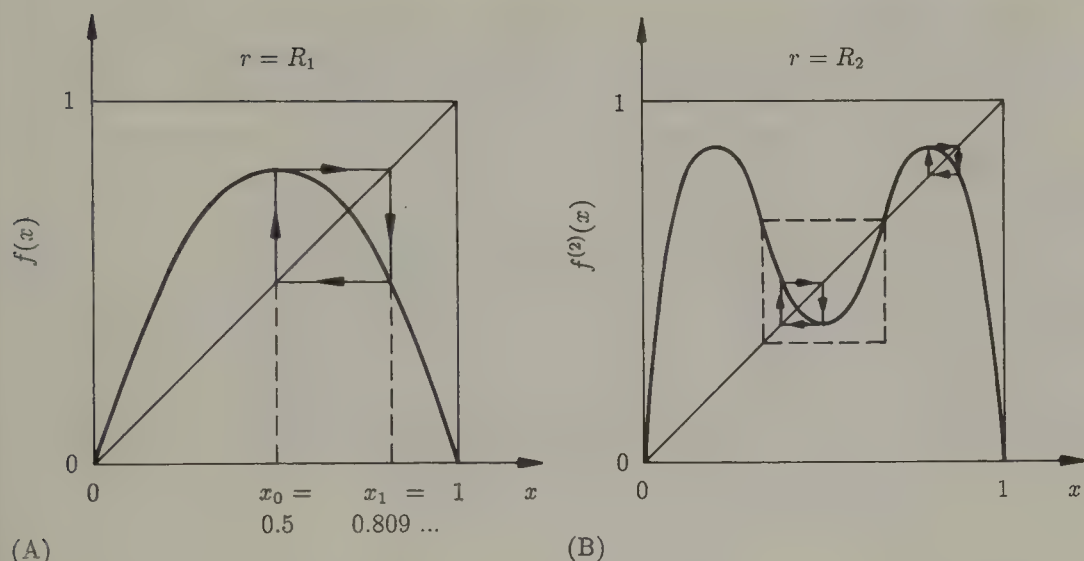 r = R₁
1
f(x)
0
0
x₀ =
0.5
x₁ =
0.809 ...
1
x
(A)
r = R₂
1
f⁽²⁾(x)
0
0
1
x
(B)